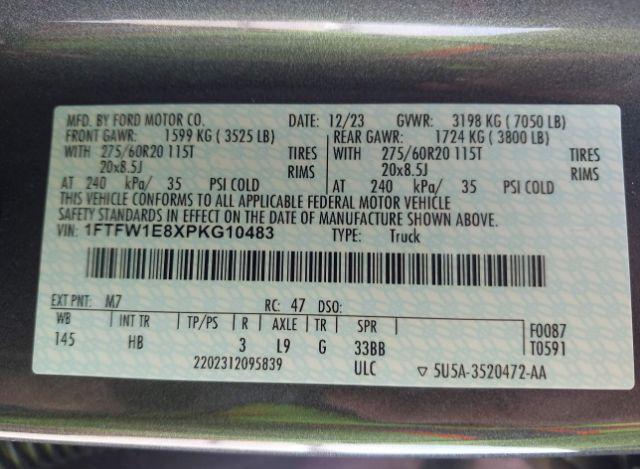 MFD. BY FORD MOTOR CO. DATE: 12/23 GVWR: 3198 KG ( 7050 LB)
FRONT GAWR: 1599 KG ( 3525 LB) REAR GAWR: 1724 KG ( 3800 LB)
WITH 275/60R20 115T TIRES WITH 275/60R20 115T TIRES
20x8.5J RIMS 20x8.5J RIMS
AT 240 kPa/ 35 PSI COLD AT 240 kPa/ 35 PSI COLD
THIS VEHICLE CONFORMS TO ALL APPLICABLE FEDERAL MOTOR VEHICLE
SAFETY STANDARDS IN EFFECT ON THE DATE OF MANUFACTURE SHOWN ABOVE.
VIN: 1FTFW1E8XPKG10483 TYPE: Truck
EXT PNT: M7 RC: 47 DSO:
WB INT TR TP/PS R AXLE TR SPR F0087
145 HB 3 L9 G 33BB T0591
2202312095839 ULC ▽ 5U5A-3520472-AA